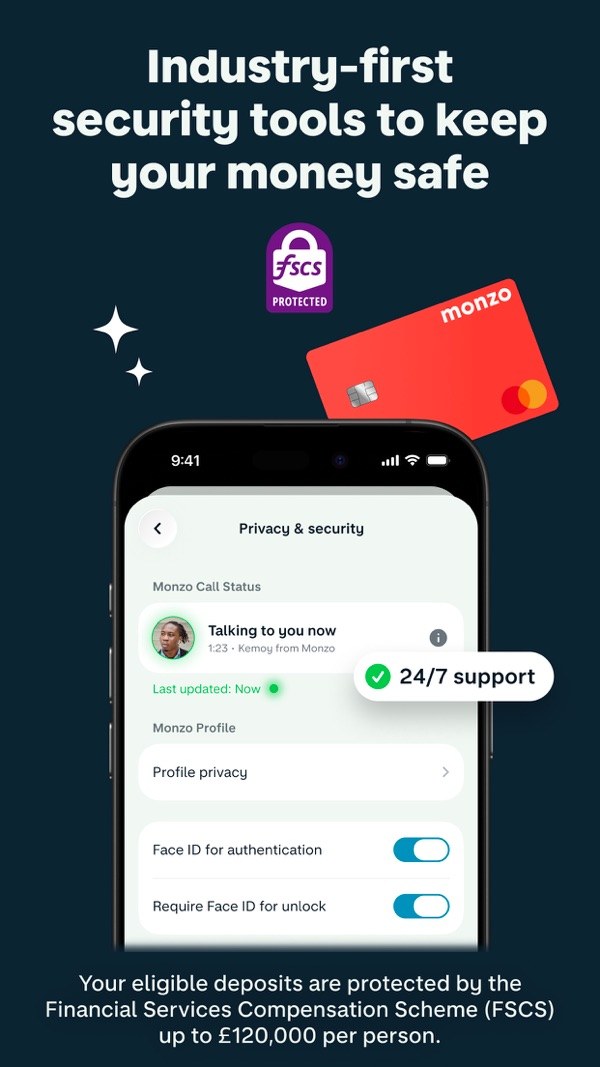 Industry-first
security tools to keep
your money safe
fscs
PROTECTED
monzo
9:41
Privacy & security
Monzo Call Status
Talking to you now
1:23 • Kemoy from Monzo
24/7 support
Last updated: Now
Monzo Profile
Profile privacy
Face ID for authentication
Require Face ID for unlock
Your eligible deposits are protected by the
Financial Services Compensation Scheme (FSCS)
up to £120,000 per person.